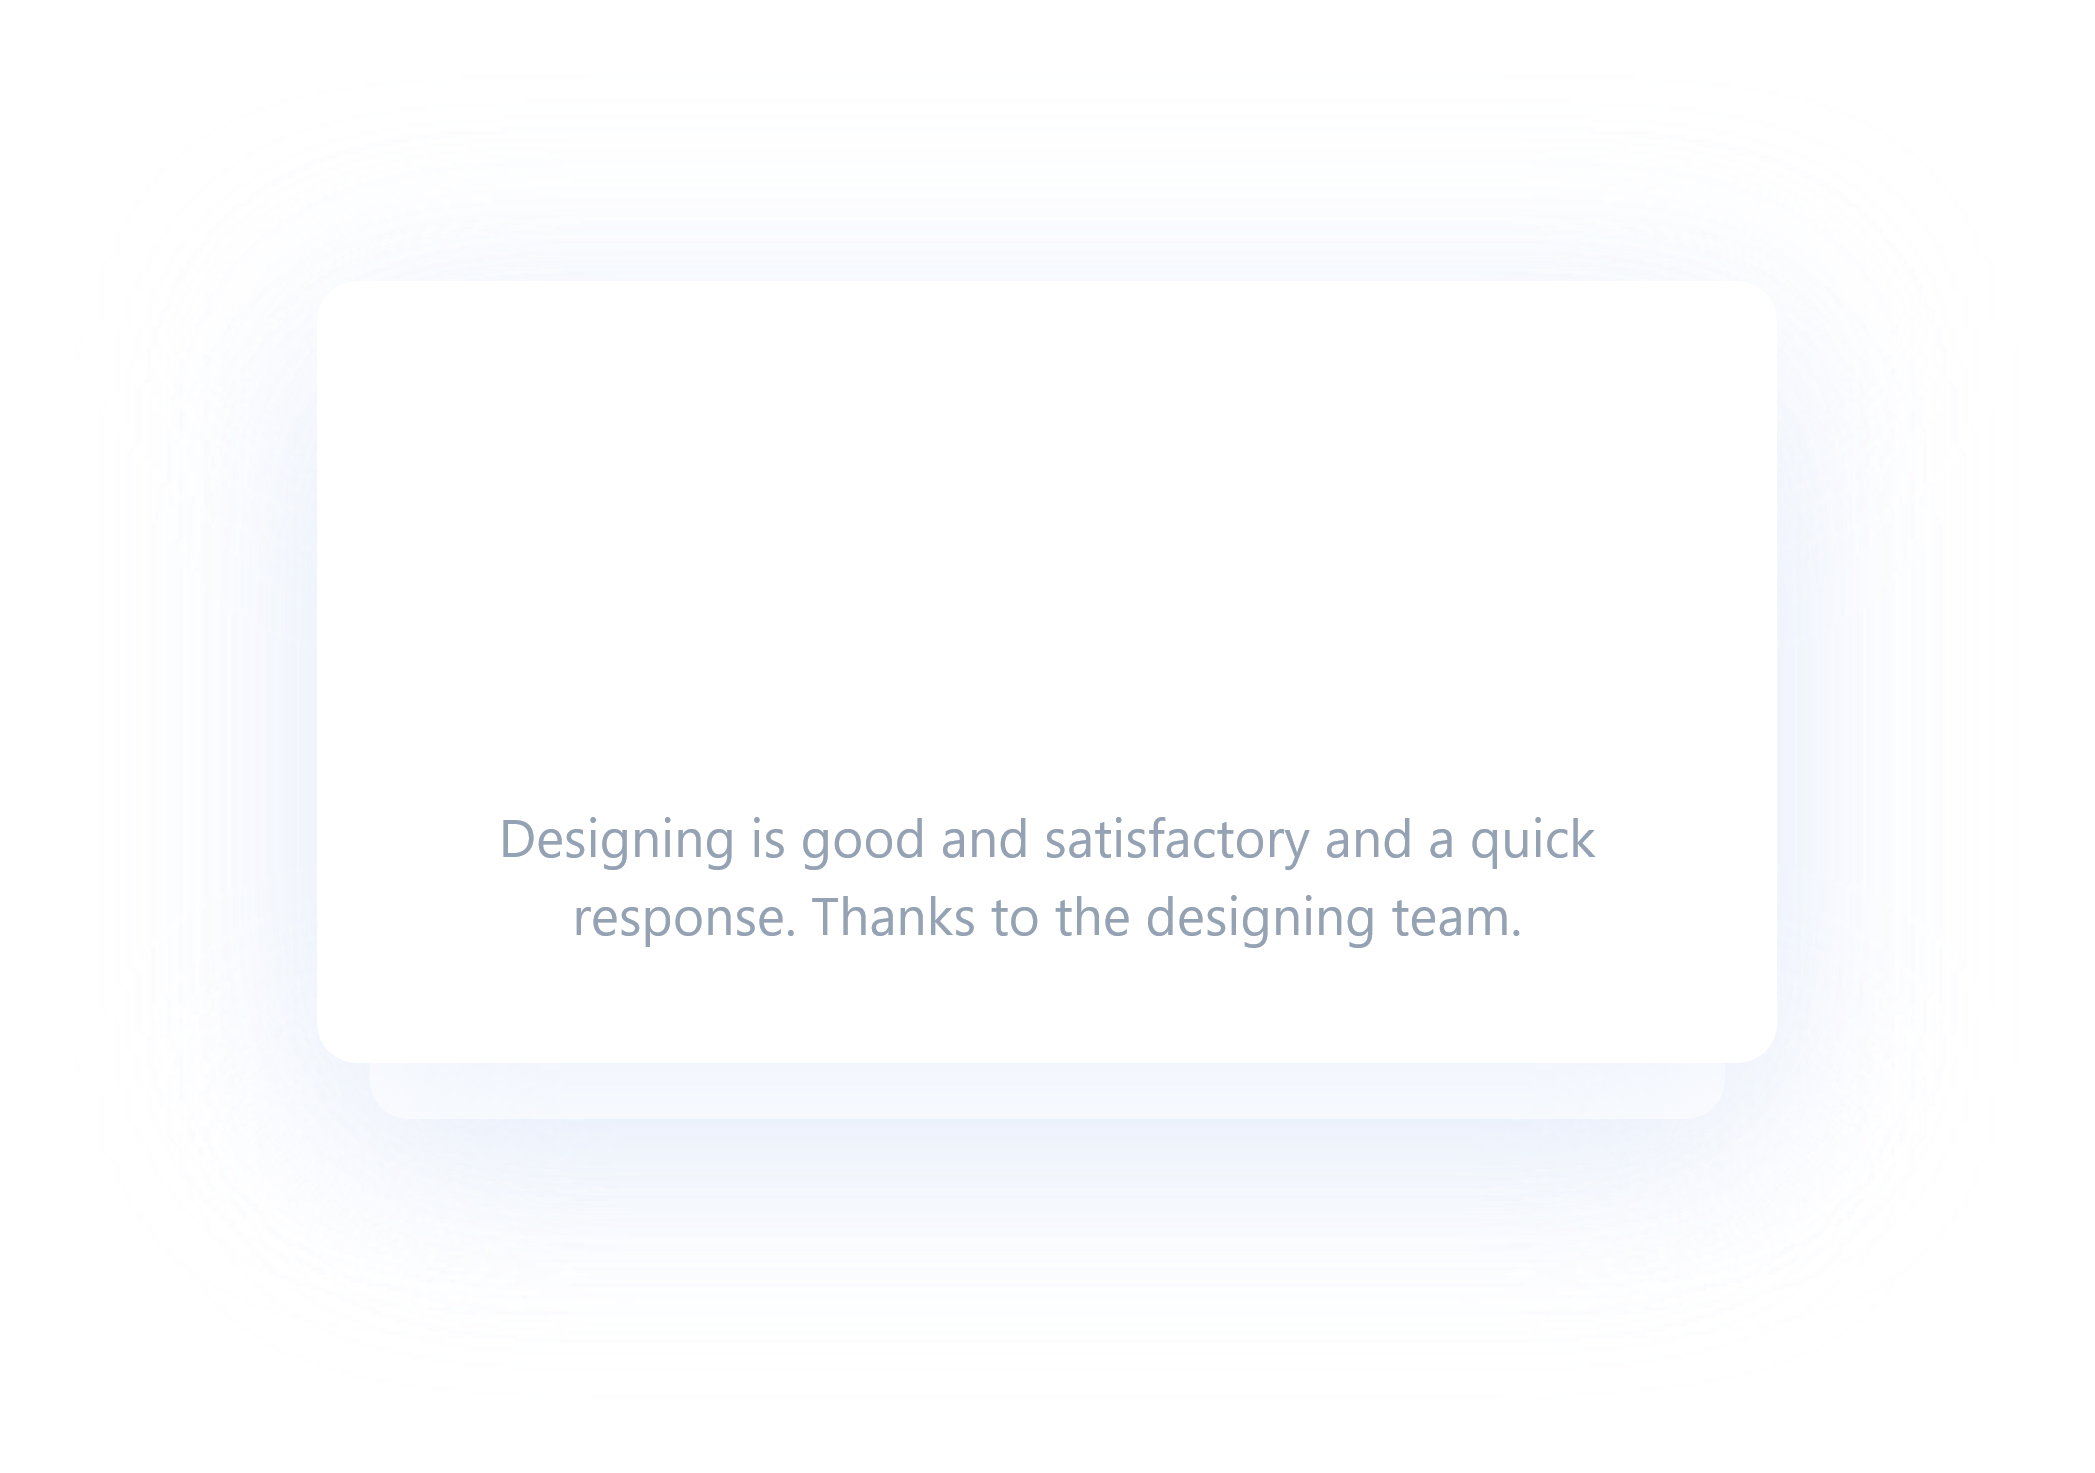 Designing is good and satisfactory and a quick
response. Thanks to the designing team.